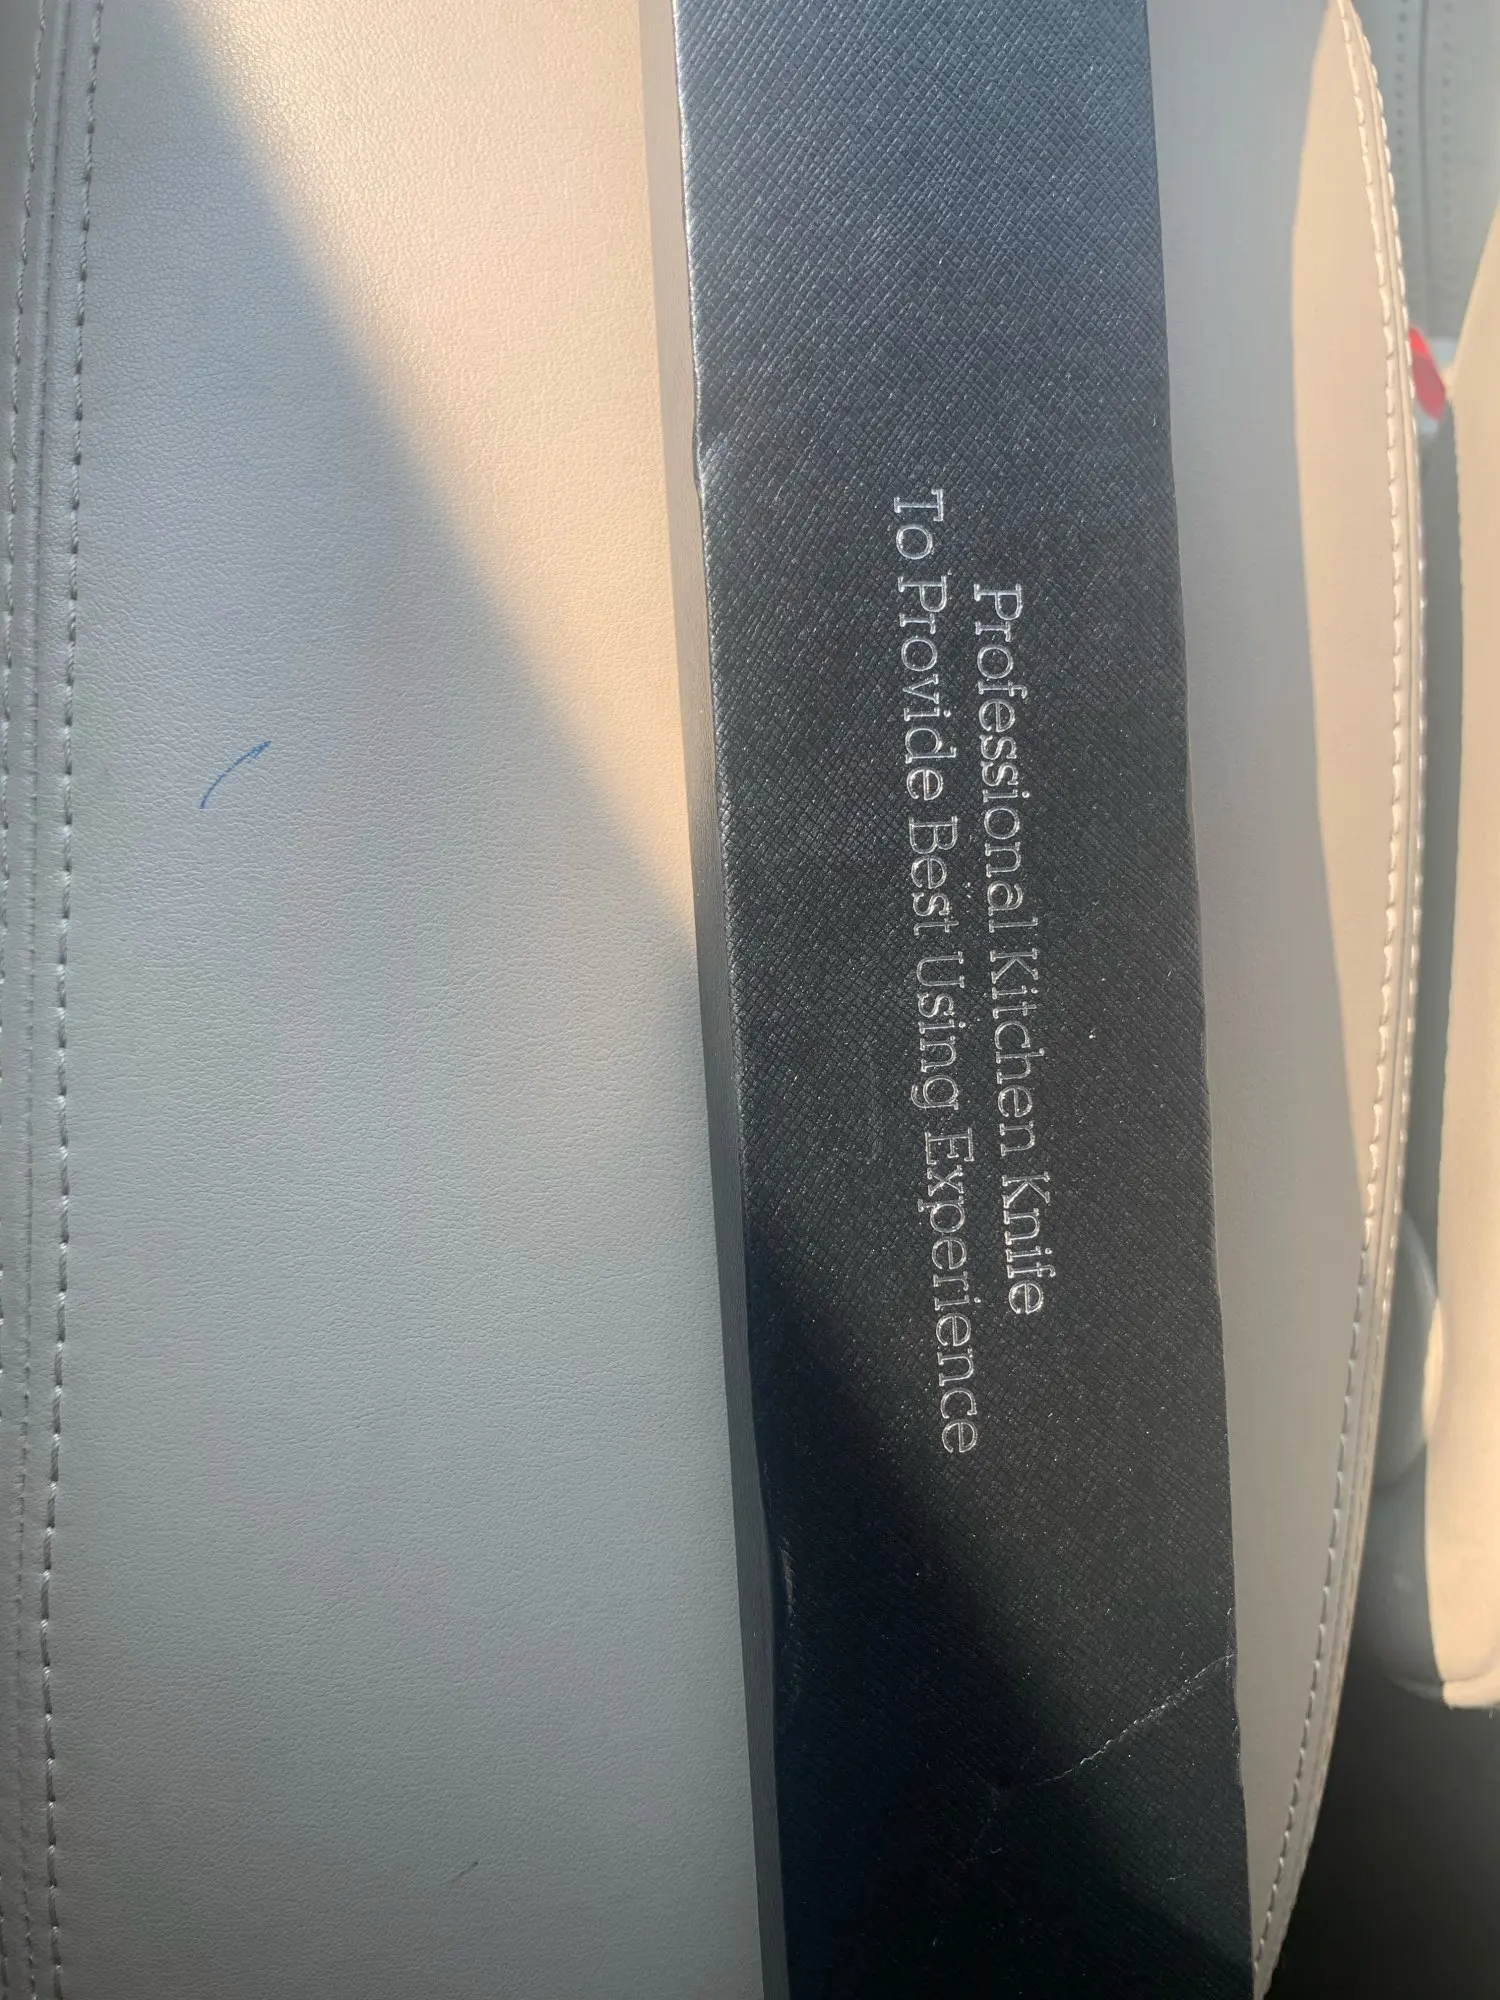 Professional Kitchen Knife
To Provide Best Using Experience